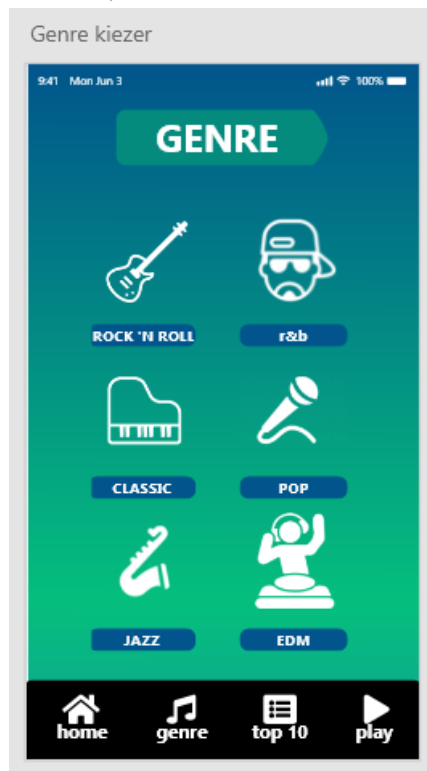 Genre kiezer
9:41 Mon Jun 3 100%
GENRE
ROCK 'N ROLL r&b
CLASSIC POP
JAZZ EDM
home genre top 10 play